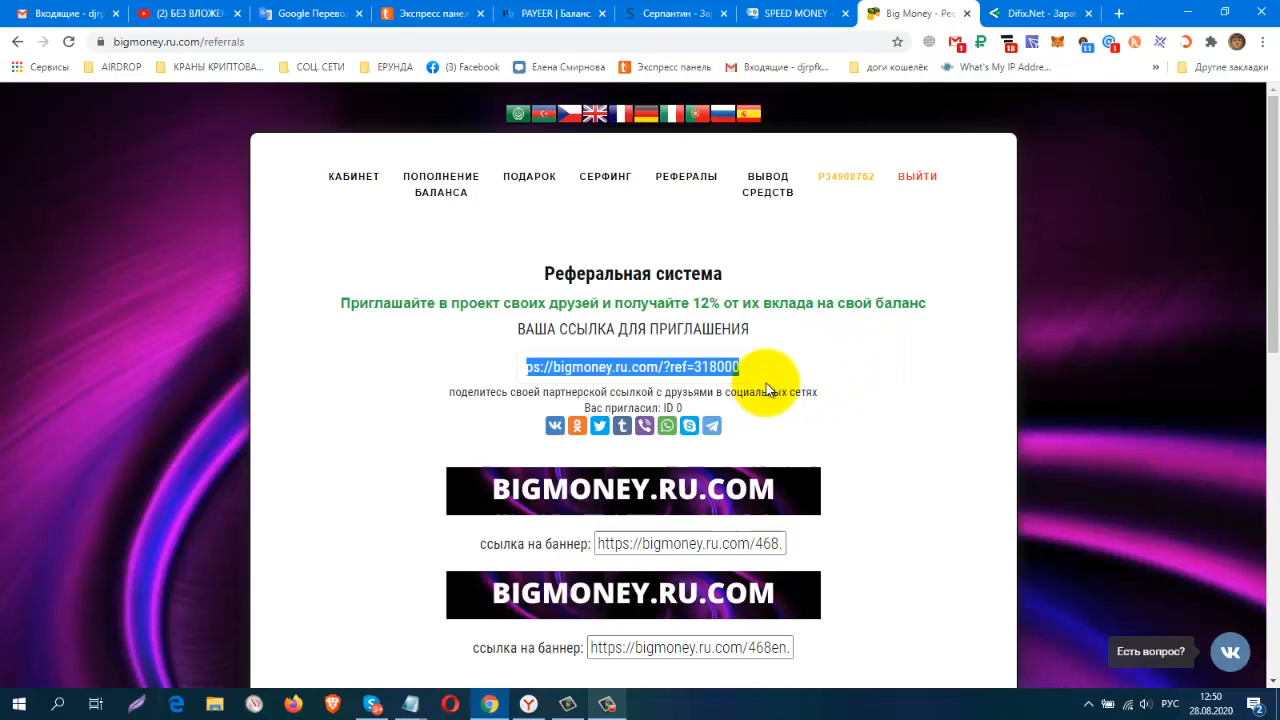 Входящие - djrp
(2) БЕЗ ВЛОЖЕ
Google Перево
Экспресс панел
PAYEER | Баланс
Серпантин - Зар
SPEED MONEY -
Big Money - Рес
Difix.Net - Зараб
bigmoney.ru.com/referrals
Сервисы
AIRDROP
КРАНЫ КРИПТОВА...
СОЦ. СЕТИ
ЕРУНДА
(3) Facebook
Елена Смирнова
Экспресс панель
Входящие - djrpfk...
доги кошелёк
What's My IP Addre...
»
Другие закладки
КАБИНЕТ
ПОПОЛНЕНИЕ
БАЛАНСА
ПОДАРОК
СЕРФИНГ
РЕФЕРАЛЫ
ВЫВОД
СРЕДСТВ
P34908762
ВЫЙТИ
Реферальная система
Приглашайте в проект своих друзей и получайте 12% от их вклада на свой баланс
ВАША ССЫЛКА ДЛЯ ПРИГЛАШЕНИЯ
ps://bigmoney.ru.com/?ref=318000
поделитесь своей партнерской ссылкой с друзьями в социальных сетях
Вас пригласил: ID 0
BIGMONEY.RU.COM
ссылка на баннер: https://bigmoney.ru.com/468.
BIGMONEY.RU.COM
ссылка на баннер: https://bigmoney.ru.com/468en.
Есть вопрос?
РУС
12:50
28.08.2020